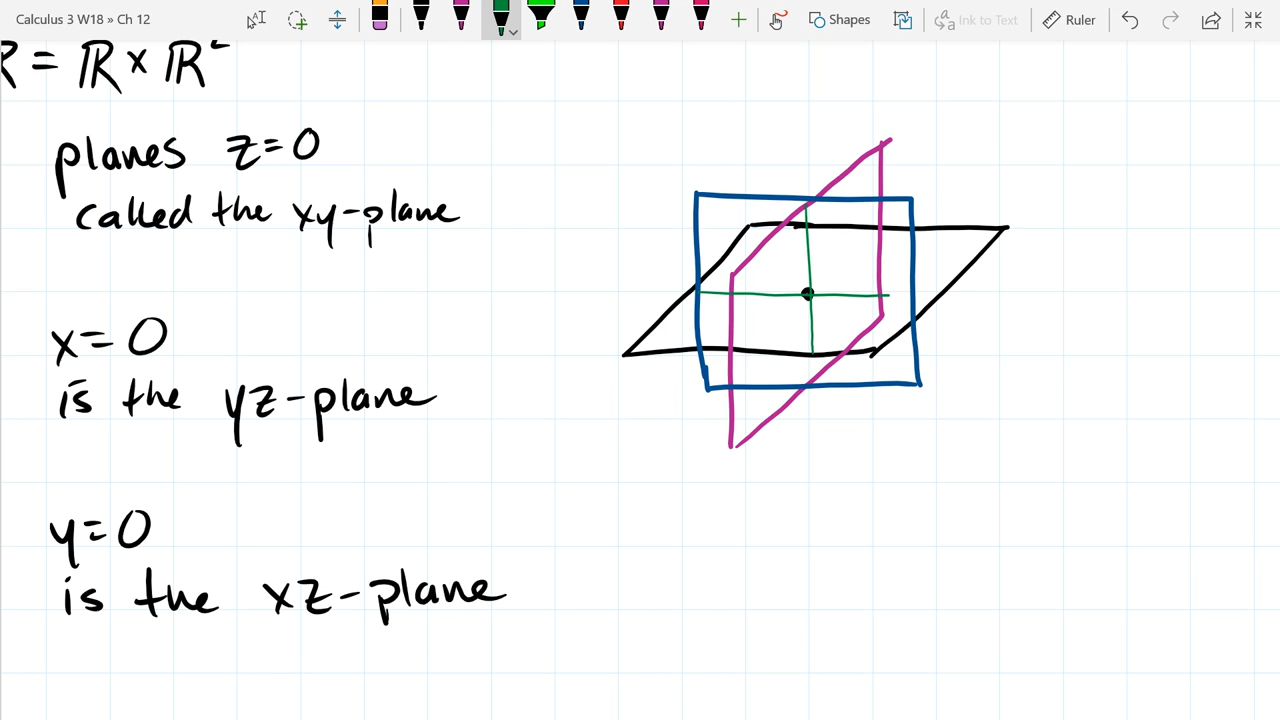 Calculus 3 W18 » Ch 12
Shapes
Ink to Text
Ruler
= ℝ × ℝ²
planes z=0
called the xy-plane
x=0
is the yz-plane
y=0
is the xz-plane